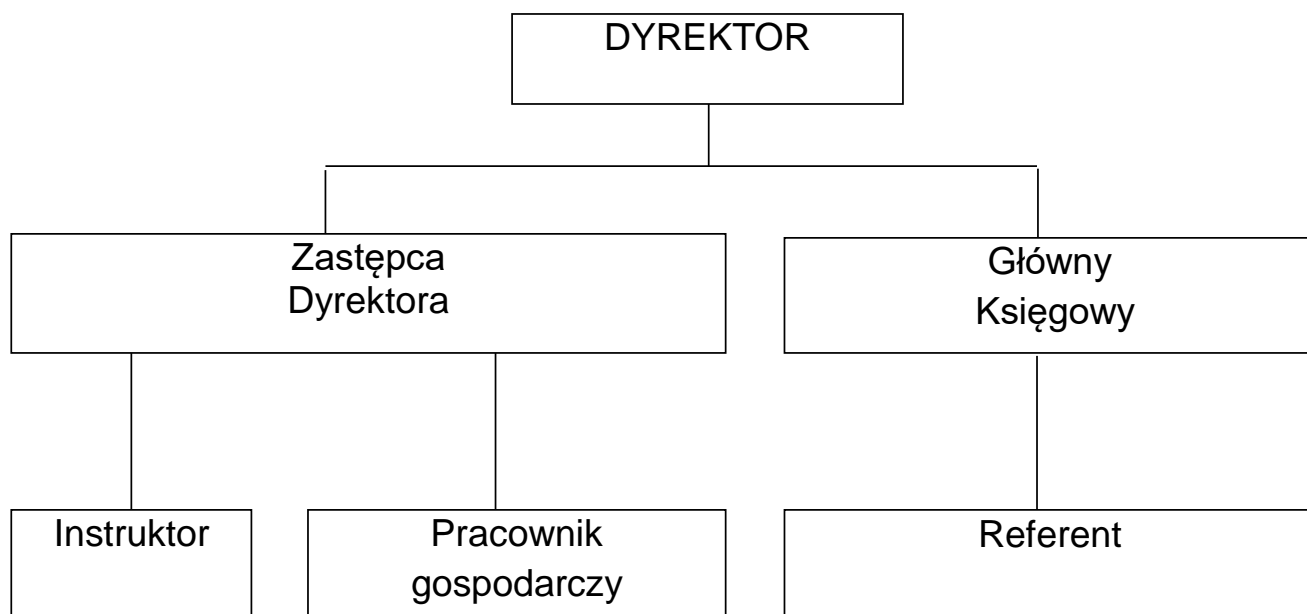 DYREKTOR
Zastępca
Dyrektora
Główny
Księgowy
Instruktor
Pracownik
gospodarczy
Referent